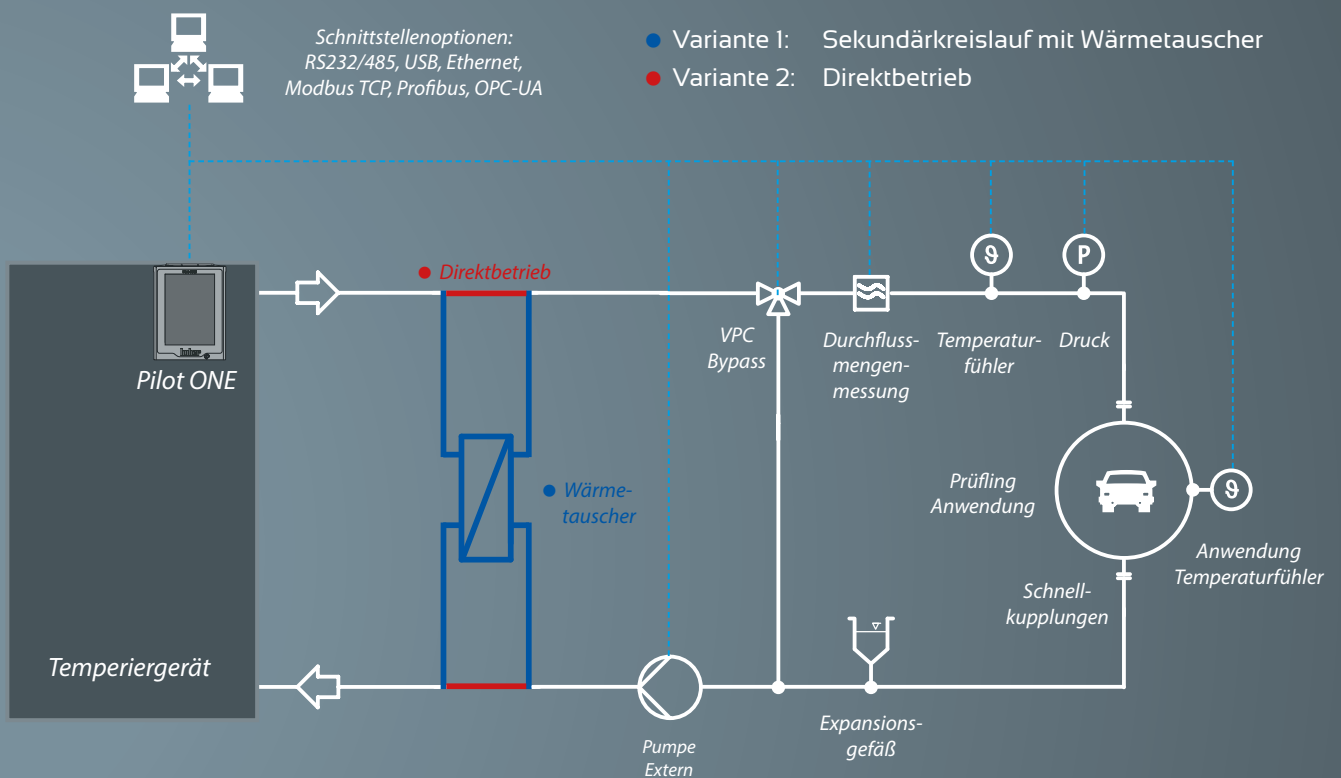 Schnittstellenoptionen:
RS232/485, USB, Ethernet,
Modbus TCP, Profibus, OPC-UA
Variante 1: Sekundärkreislauf mit Wärmetauscher
Variante 2: Direktbetrieb
Direktbetrieb
huber
Pilot ONE
VPC
Bypass
Durchfluss-
mengen-
messung
ϑ
Temperatur-
fühler
P
Druck
Wärme-
tauscher
Prüfling
Anwendung
ϑ
Anwendung
Temperaturfühler
Schnell-
kupplungen
Temperiergerät
Expansions-
gefäß
Pumpe
Extern